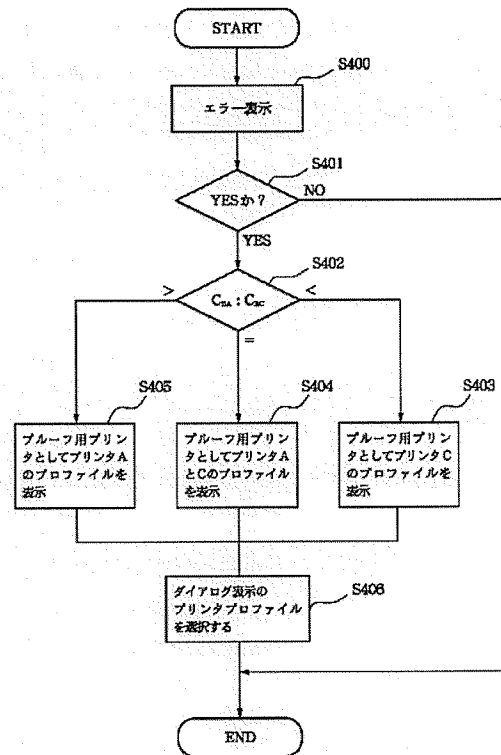 START
S400
エラー表示
S401
YESか?
NO
YES
S402
>
C_BA : C_BC
<
=
S405
S404
S403
プルーフ用プリン
タとしてプリンタA
のプロファイルを
表示
プルーフ用プリン
タとしてプリンタA
とCのプロファイル
を表示
プルーフ用プリン
タとしてプリンタC
のプロファイルを
表示
S406
ダイアログ表示の
プリンタプロファイル
を選択する
END